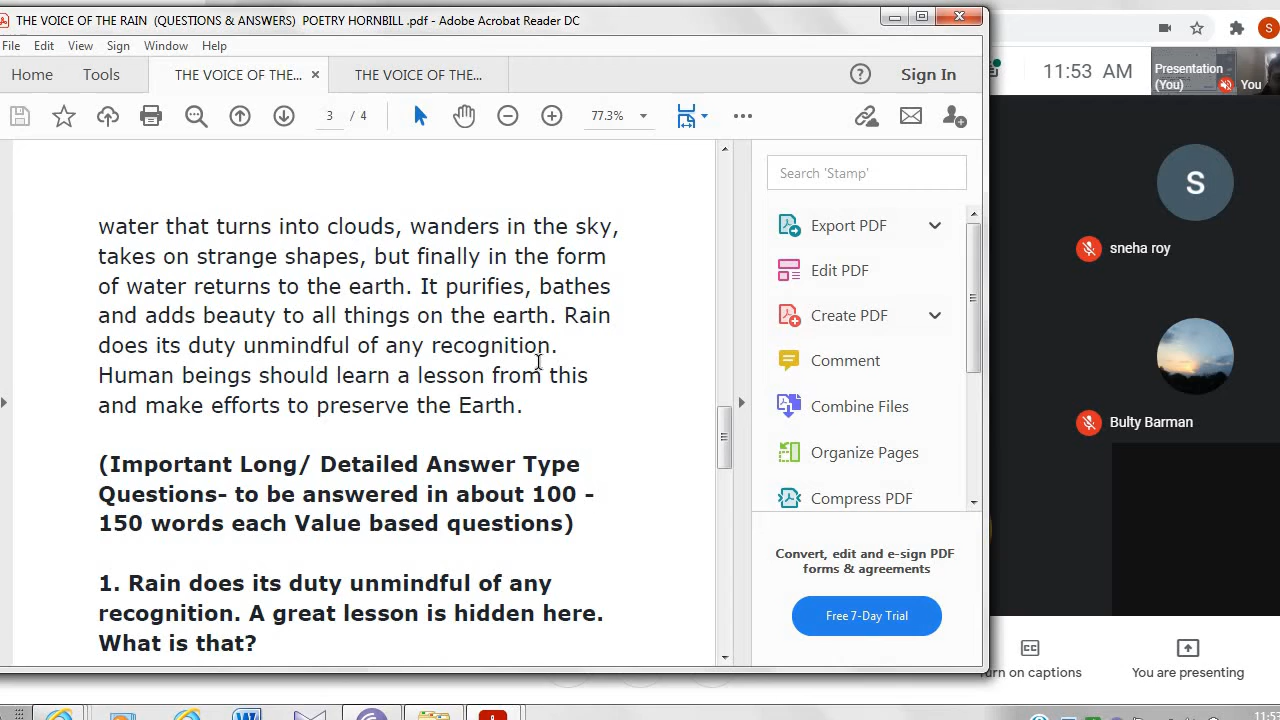 THE VOICE OF THE RAIN (QUESTIONS & ANSWERS) POETRY HORNBILL .pdf - Adobe Acrobat Reader DC
File Edit View Sign Window Help
Home Tools THE VOICE OF THE... × THE VOICE OF THE... Sign In
3 / 4 77.3%
11:53 AM
Presentation
(You) You
S
S
sneha roy
Bulty Barman
water that turns into clouds, wanders in the sky,
takes on strange shapes, but finally in the form
of water returns to the earth. It purifies, bathes
and adds beauty to all things on the earth. Rain
does its duty unmindful of any recognition.
Human beings should learn a lesson from this
and make efforts to preserve the Earth.
(Important Long/ Detailed Answer Type
Questions- to be answered in about 100 -
150 words each Value based questions)
1. Rain does its duty unmindful of any
recognition. A great lesson is hidden here.
What is that?
Search 'Stamp'
Export PDF
Edit PDF
Create PDF
Comment
Combine Files
Organize Pages
Compress PDF
Convert, edit and e-sign PDF
forms & agreements
Free 7-Day Trial
CC
urn on captions
You are presenting